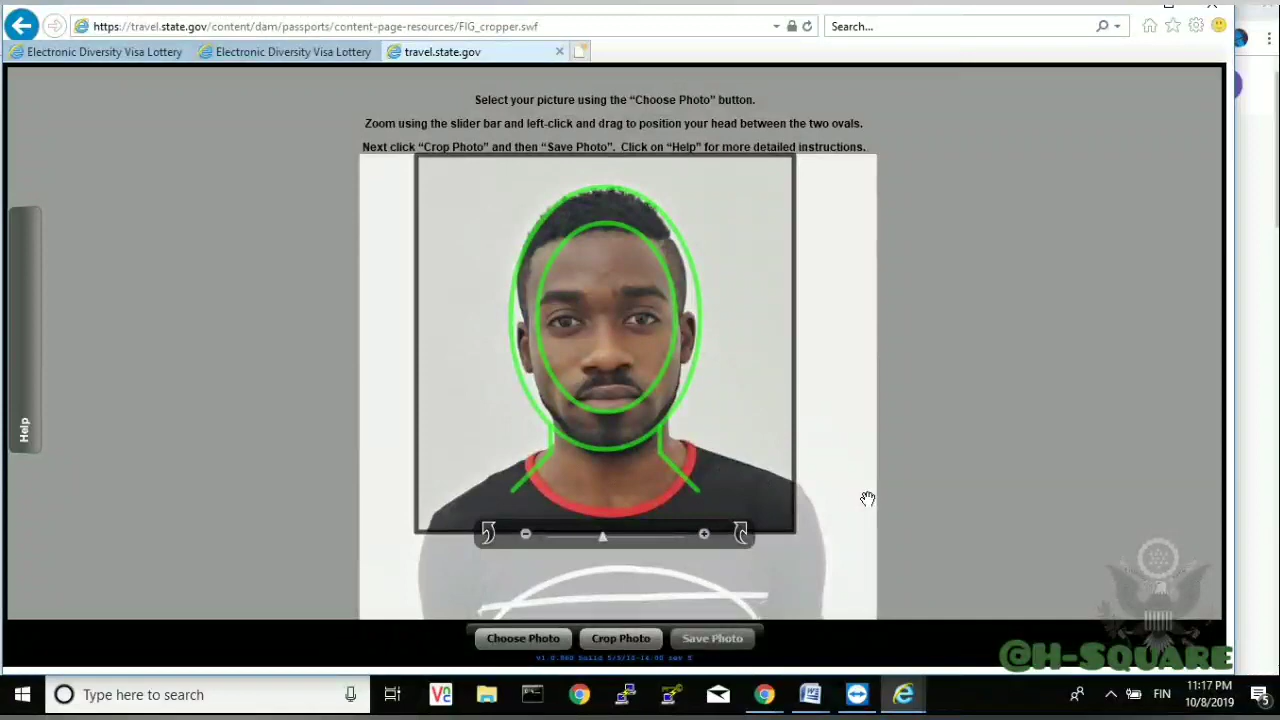 https://travel.state.gov/content/dam/passports/content-page-resources/FIG_cropper.swf
Search...
Electronic Diversity Visa Lottery
Electronic Diversity Visa Lottery
travel.state.gov
Select your picture using the “Choose Photo” button.
Zoom using the slider bar and left-click and drag to position your head between the two ovals.
Next click “Crop Photo” and then “Save Photo”. Click on “Help” for more detailed instructions.
Help
Choose Photo
Crop Photo
Save Photo
@H-Square
Type here to search
FIN
11:17 PM
10/8/2019
5